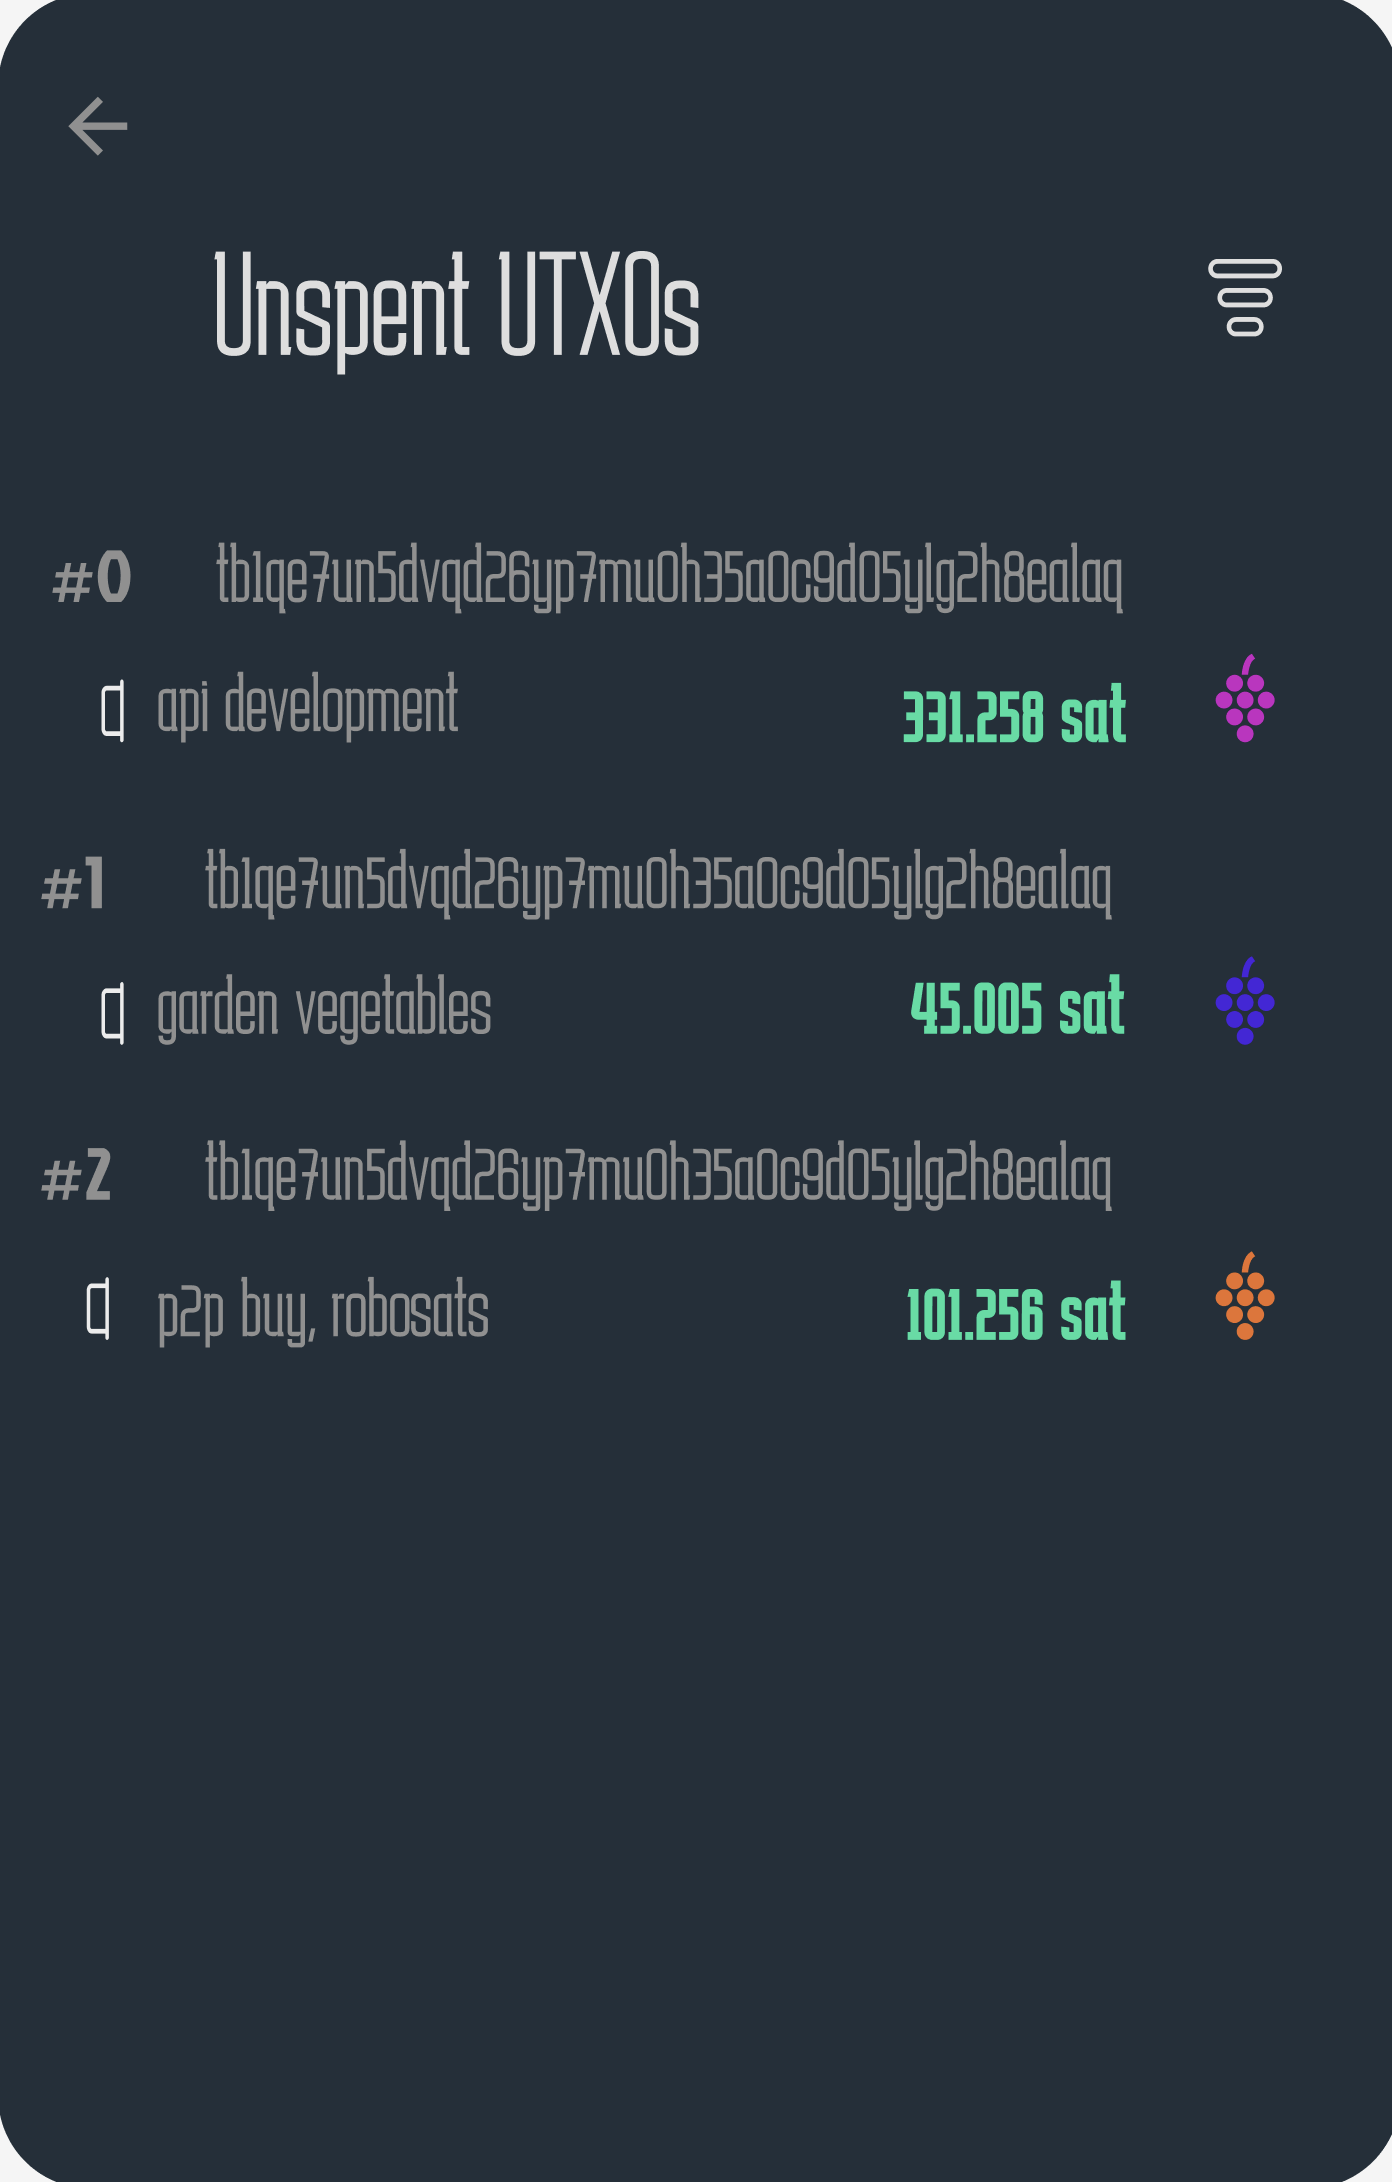 Unspent UTXOs
#0 tb1qe7un5dvqd26yp7mu0h35a0c9d05ylg2h8ealaq
api development 331.258 sat
#1 tb1qe7un5dvqd26yp7mu0h35a0c9d05ylg2h8ealaq
garden vegetables 45.005 sat
#2 tb1qe7un5dvqd26yp7mu0h35a0c9d05ylg2h8ealaq
p2p buy, robosats 101.256 sat